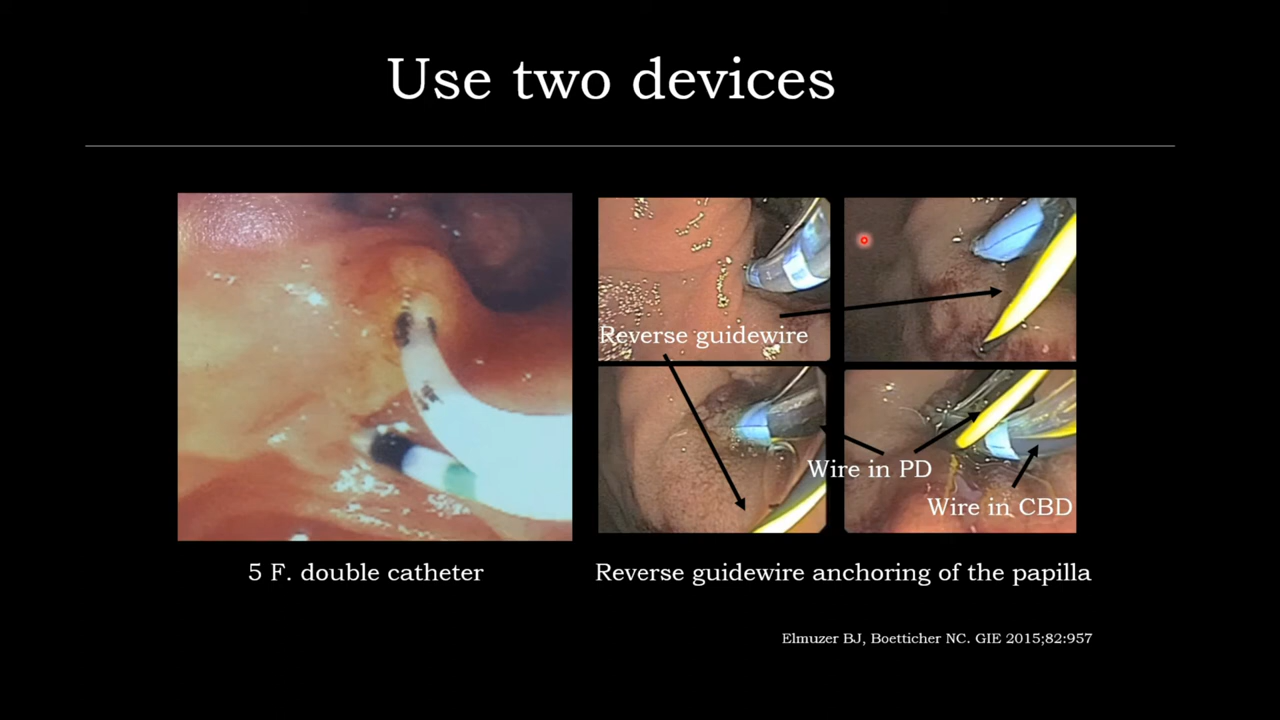 Use two devices
Reverse guidewire
Wire in PD
Wire in CBD
5 F. double catheter
Reverse guidewire anchoring of the papilla
Elmuzer BJ, Boetticher NC. GIE 2015;82:957